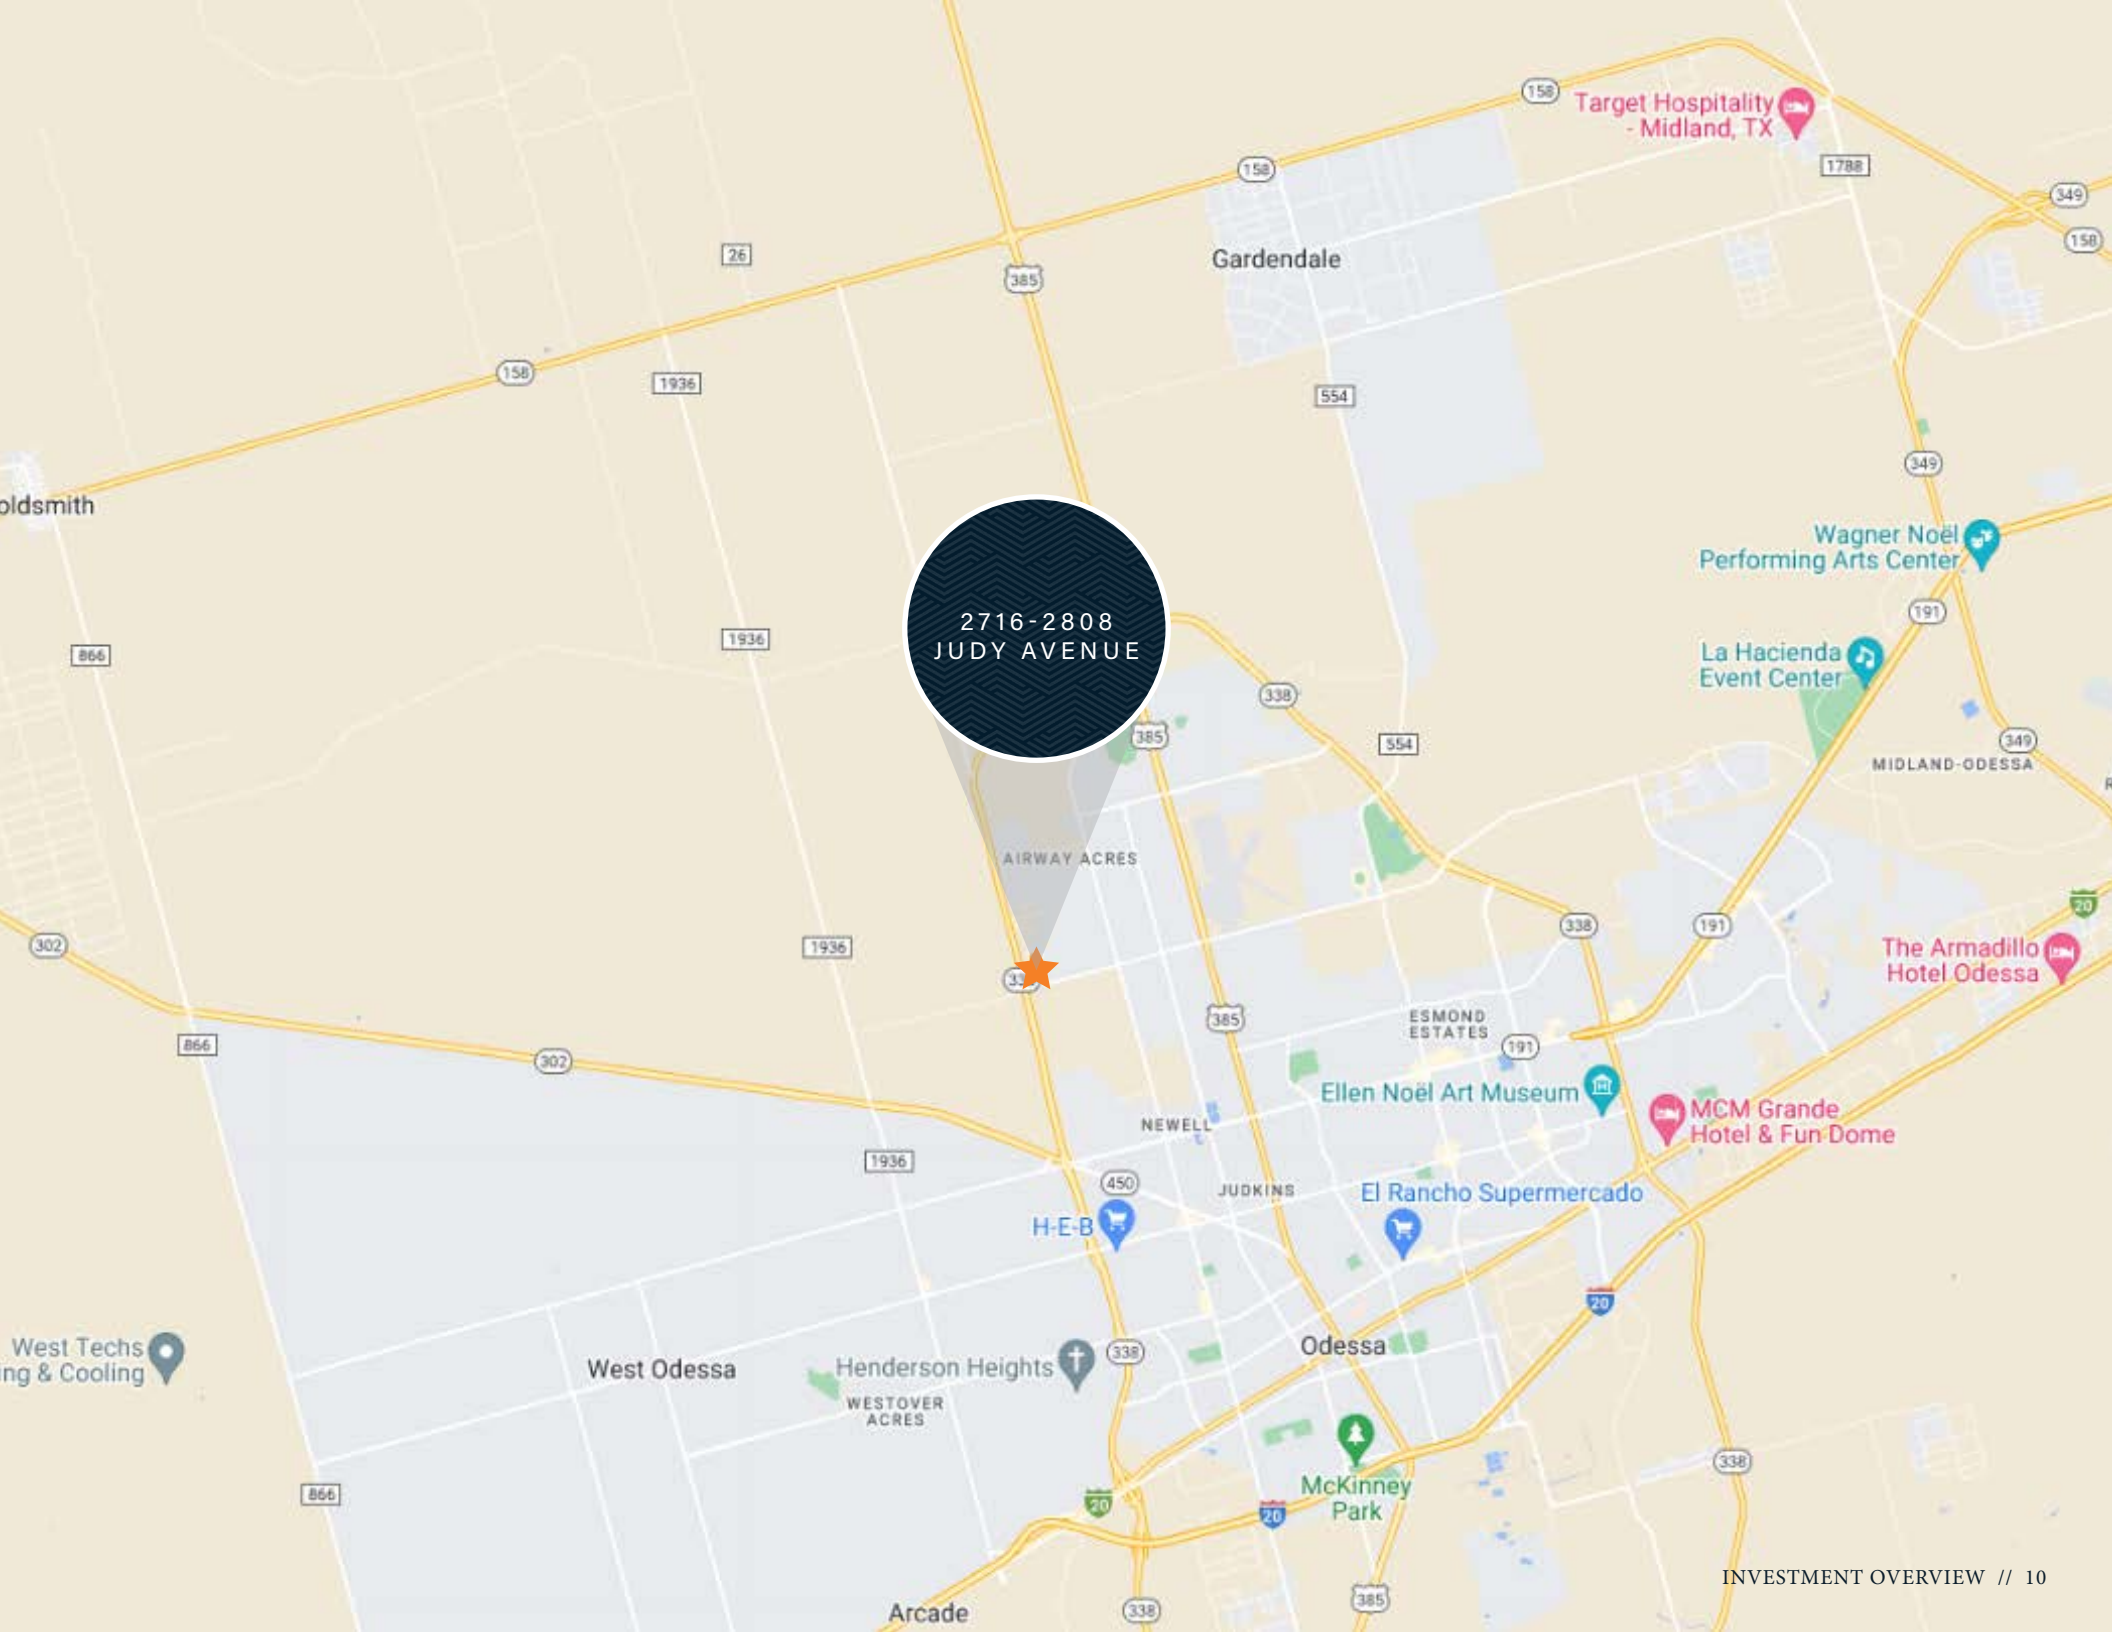 158
Target Hospitality
- Midland, TX
158
1788
349
158
26
385
Gardendale
158
1936
554
349
oldsmith
Wagner Noël
Performing Arts Center
191
2716-2808
JUDY AVENUE
1936
866
La Hacienda
Event Center
338
385
554
349
MIDLAND-ODESSA
R
AIRWAY ACRES
20
338
191
302
1936
The Armadillo
Hotel Odessa
33
385
ESMOND
ESTATES
191
866
302
Ellen Noël Art Museum
MCM Grande
Hotel & Fun Dome
NEWELL
1936
450
JUDKINS
El Rancho Supermercado
H-E-B
20
West Techs
ing & Cooling
West Odessa
Henderson Heights
338
Odessa
WESTOVER
ACRES
McKinney
Park
338
866
20
20
INVESTMENT OVERVIEW // 10
Arcade
338
385